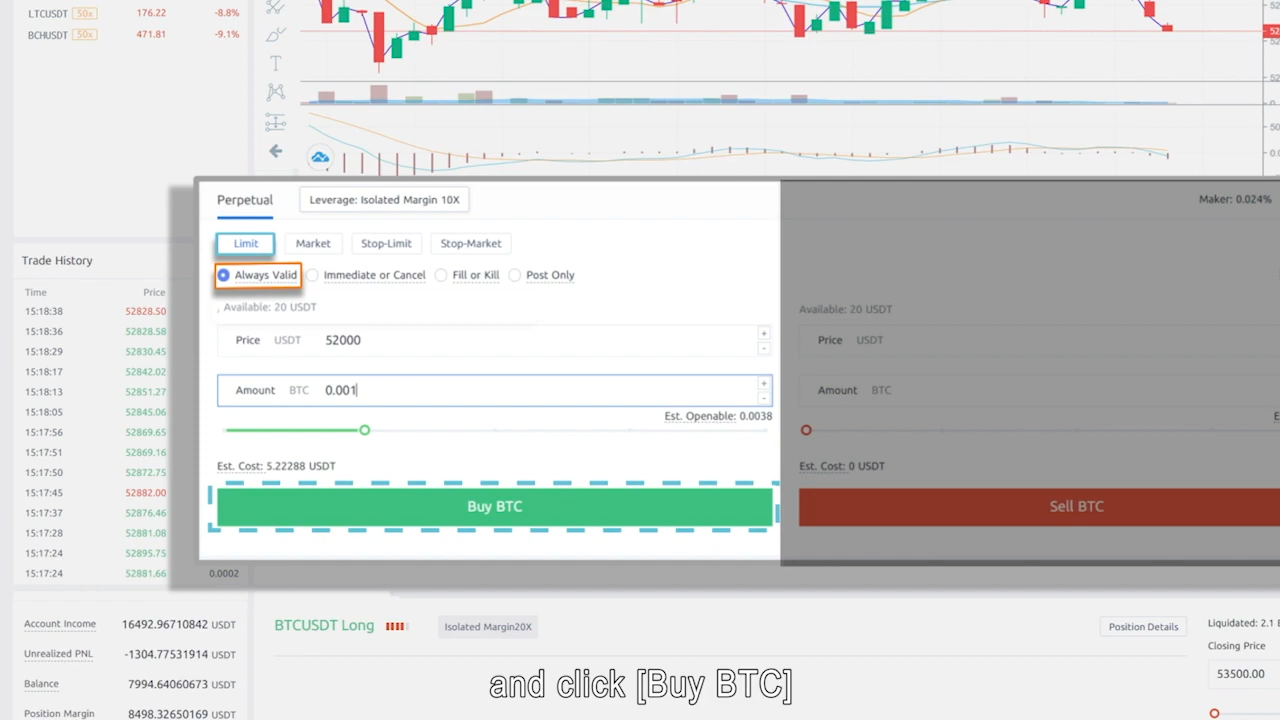 LTCUSDT 50x 176.22 -8.8%
BCHUSDT 50x 471.81 -9.1%
Perpetual Leverage: Isolated Margin 10X Maker: 0.024%
Limit Market Stop-Limit Stop-Market
Always Valid Immediate or Cancel Fill or Kill Post Only
Available: 20 USDT Available: 20 USDT
Price USDT 52000 + - Price USDT
Amount BTC 0.001 + - Amount BTC
Est. Openable: 0.0038
Est. Cost: 5.22288 USDT Est. Cost: 0 USDT
Buy BTC Sell BTC
Trade History
Time Price
15:18:38 52828.50
15:18:36 52828.58
15:18:29 52830.45
15:18:17 52842.02
15:18:13 52851.27
15:18:05 52845.06
15:17:56 52869.65
15:17:51 52869.16
15:17:50 52872.75
15:17:45 52882.00
15:17:37 52876.46
15:17:28 52881.08
15:17:24 52895.75
15:17:24 52881.66 0.0002
Account Income 16492.96710842 USDT
Unrealized PNL -1304.77531914 USDT
Balance 7994.64060673 USDT
Position Margin 8498.32650169 USDT
BTCUSDT Long Isolated Margin20X Position Details Liquidated: 2.1
Closing Price
53500.00
and click [Buy BTC]